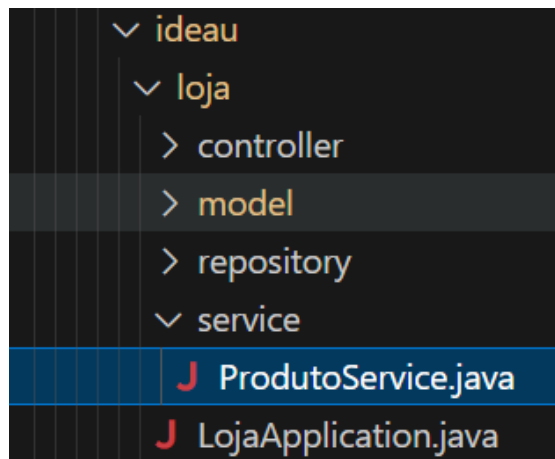 ideau
loja
controller
model
repository
service
ProdutoService.java
LojaApplication.java